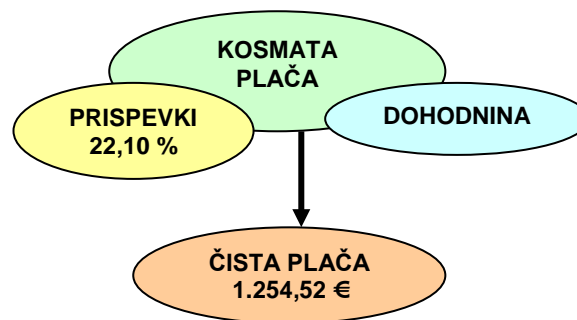 KOSMATA
PLAČA
PRISPEVKI
22,10 %
DOHODNINA
ČISTA PLAČA
1.254,52 €